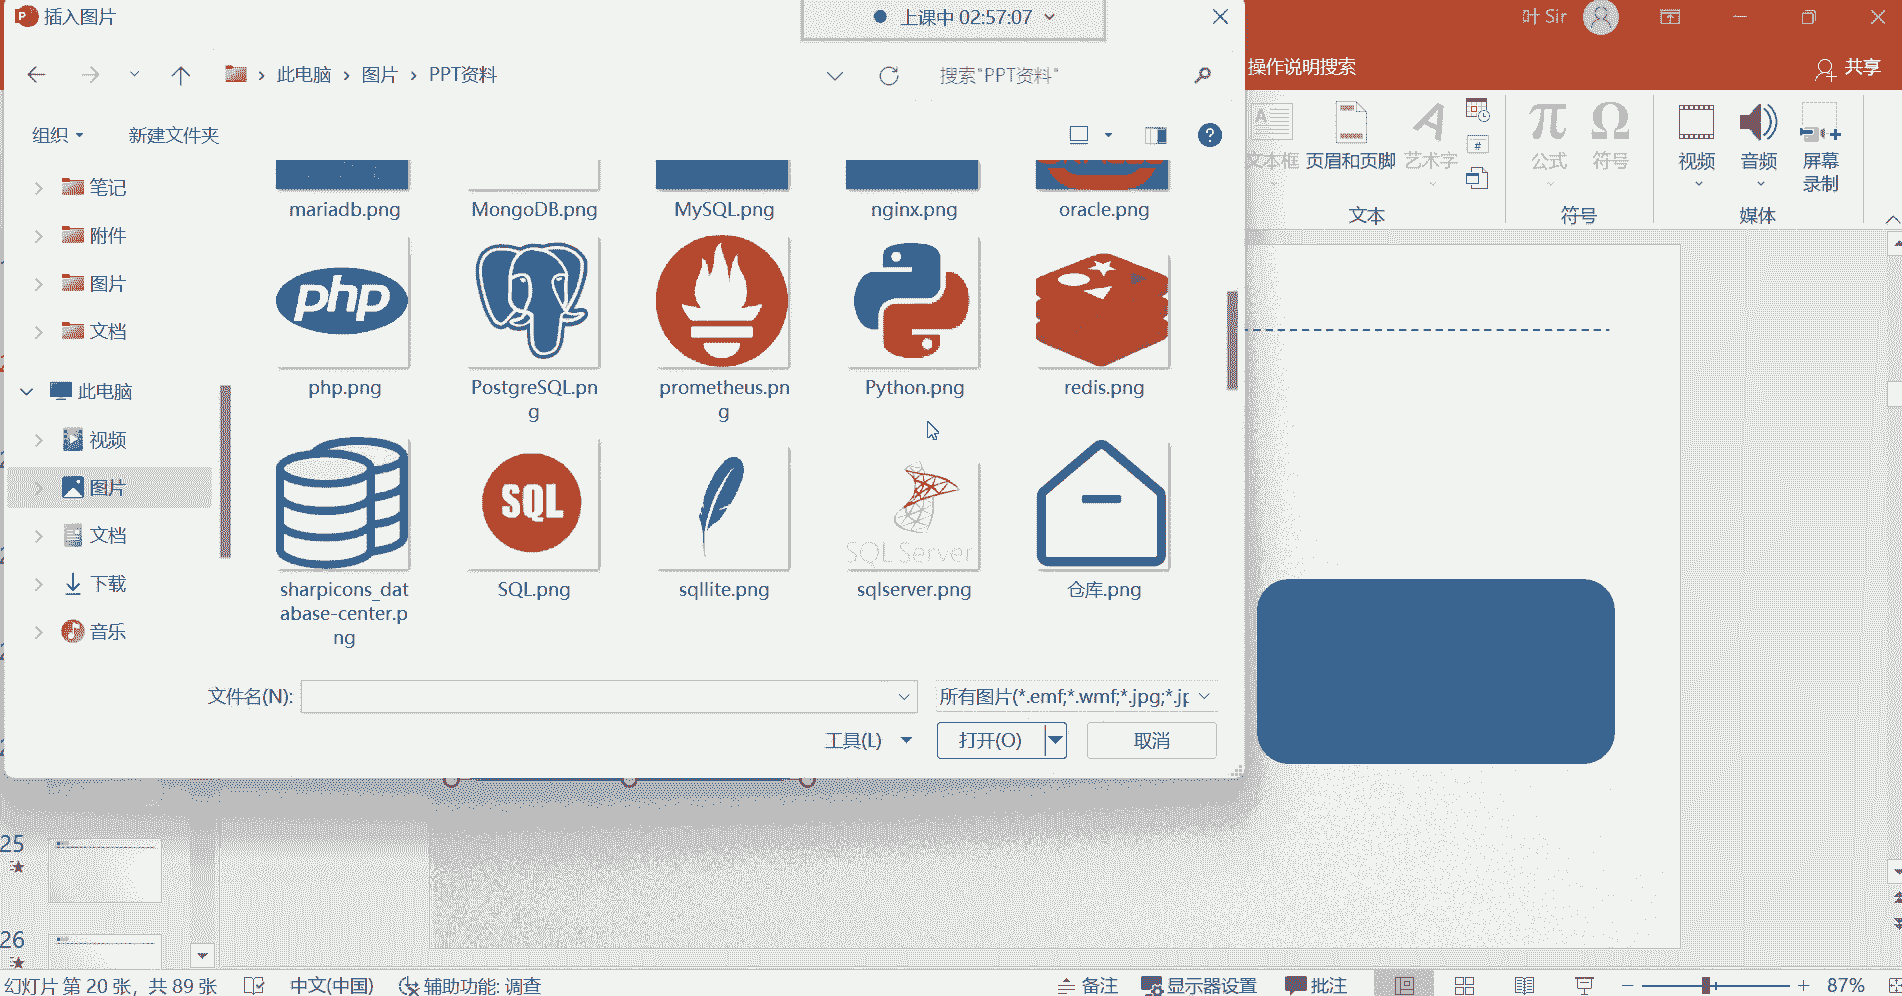 插入图片
上课中 02:57:07
叶 Sir
此电脑 › 图片 › PPT资料
搜索"PPT资料"
操作说明搜索
共享
组织
新建文件夹
文本框
页眉和页脚
艺术字
#
π
公式
Ω
符号
视频
音频
屏幕
录制
文本
符号
媒体
笔记
附件
图片
文档
此电脑
视频
图片
文档
下载
音乐
mariadb.png
MongoDB.png
MySQL.png
nginx.png
oracle.png
php
php.png
PostgreSQL.pn
g
prometheus.pn
g
Python.png
redis.png
sharpicons_dat
abase-center.p
ng
SQL
SQL.png
sqllite.png
SQL Server
sqlserver.png
仓库.png
文件名(N):
所有图片(*.emf;*.wmf;*.jpg;*.jp
工具(L)
打开(O)
取消
25
26
幻灯片 第 20 张，共 89 张
中文(中国)
辅助功能: 调查
备注
显示器设置
批注
87%